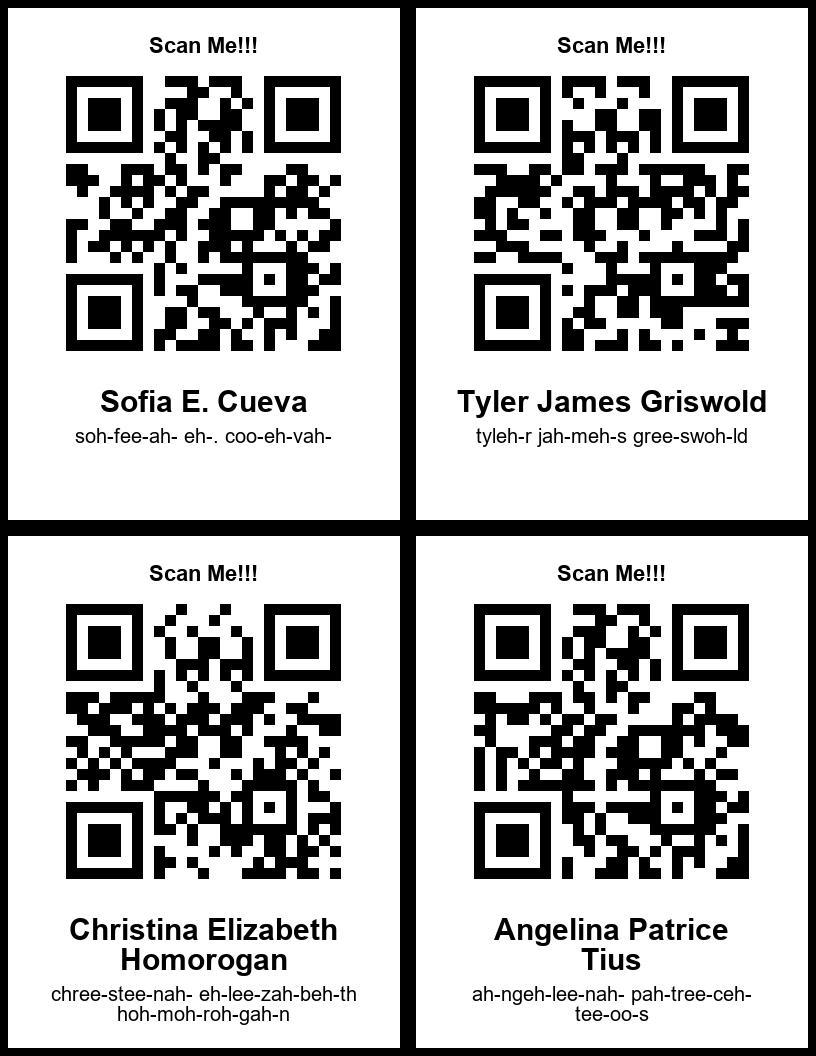 Scan Me!!!
Sofia E. Cueva
soh-fee-ah- eh-. coo-eh-vah-
Scan Me!!!
Tyler James Griswold
tyleh-r jah-meh-s gree-swoh-ld
Scan Me!!!
Christina Elizabeth
Homorogan
chree-stee-nah- eh-lee-zah-beh-th
hoh-moh-roh-gah-n
Scan Me!!!
Angelina Patrice
Tius
ah-ngeh-lee-nah- pah-tree-ceh-
tee-oo-s